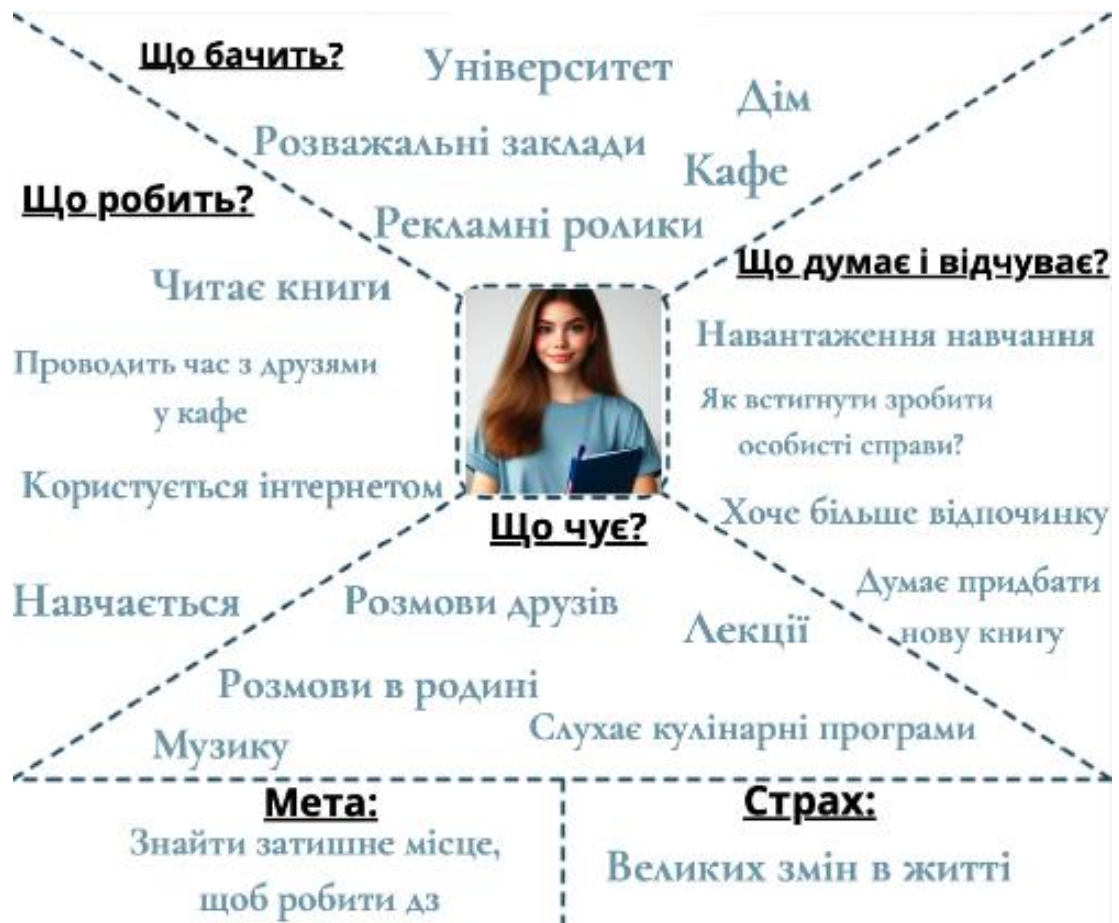 Що бачить?
Університет
Дім
Розважальні заклади
Кафе
Рекламні ролики
Що робить?
Читає книги
Проводить час з друзями
у кафе
Користується інтернетом
Навчається
Що думає і відчуває?
Навантаження навчання
Як встигнути зробити
особисті справи?
Хоче більше відпочинку
Думає придбати
нову книгу
Що чує?
Розмови друзів
Лекції
Розмови в родині
Слухає кулінарні програми
Музику
Мета:
Знайти затишне місце,
щоб робити дз
Страх:
Великих змін в житті